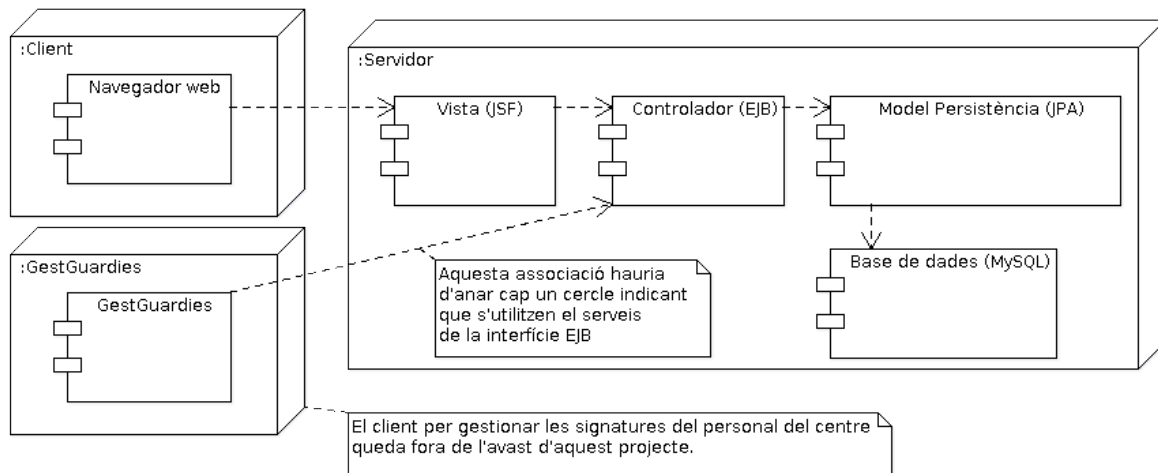 :Client
Navegador web
:Servidor
Vista (JSF)
Controlador (EJB)
Model Persistència (JPA)
:GestGuardies
GestGuardies
Aquesta associació hauria
d'anar cap un cercle indicant
que s'utilitzen el serveis
de la interfície EJB
Base de dades (MySQL)
El client per gestionar les signatures del personal del centre
queda fora de l'avast d'aquest projecte.